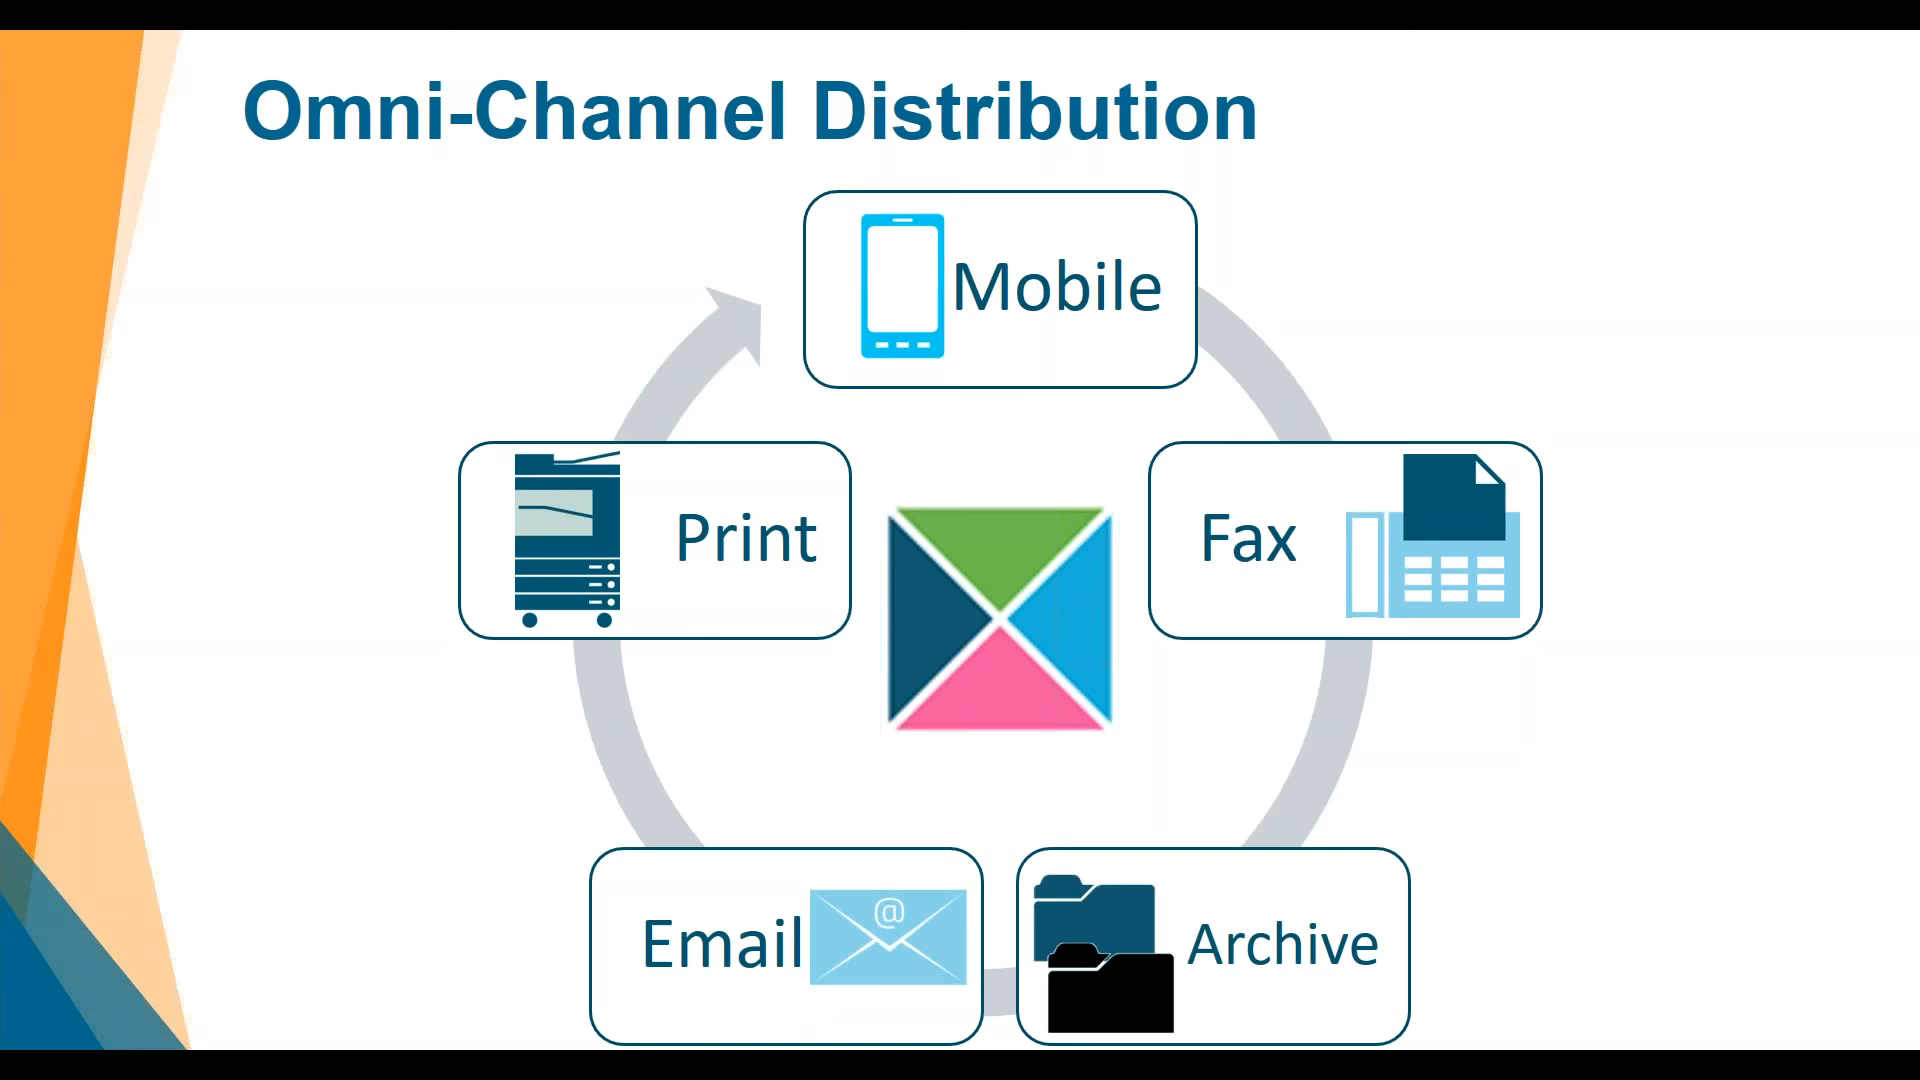 Omni-Channel Distribution
Mobile
Print
Fax
Email
@
Archive